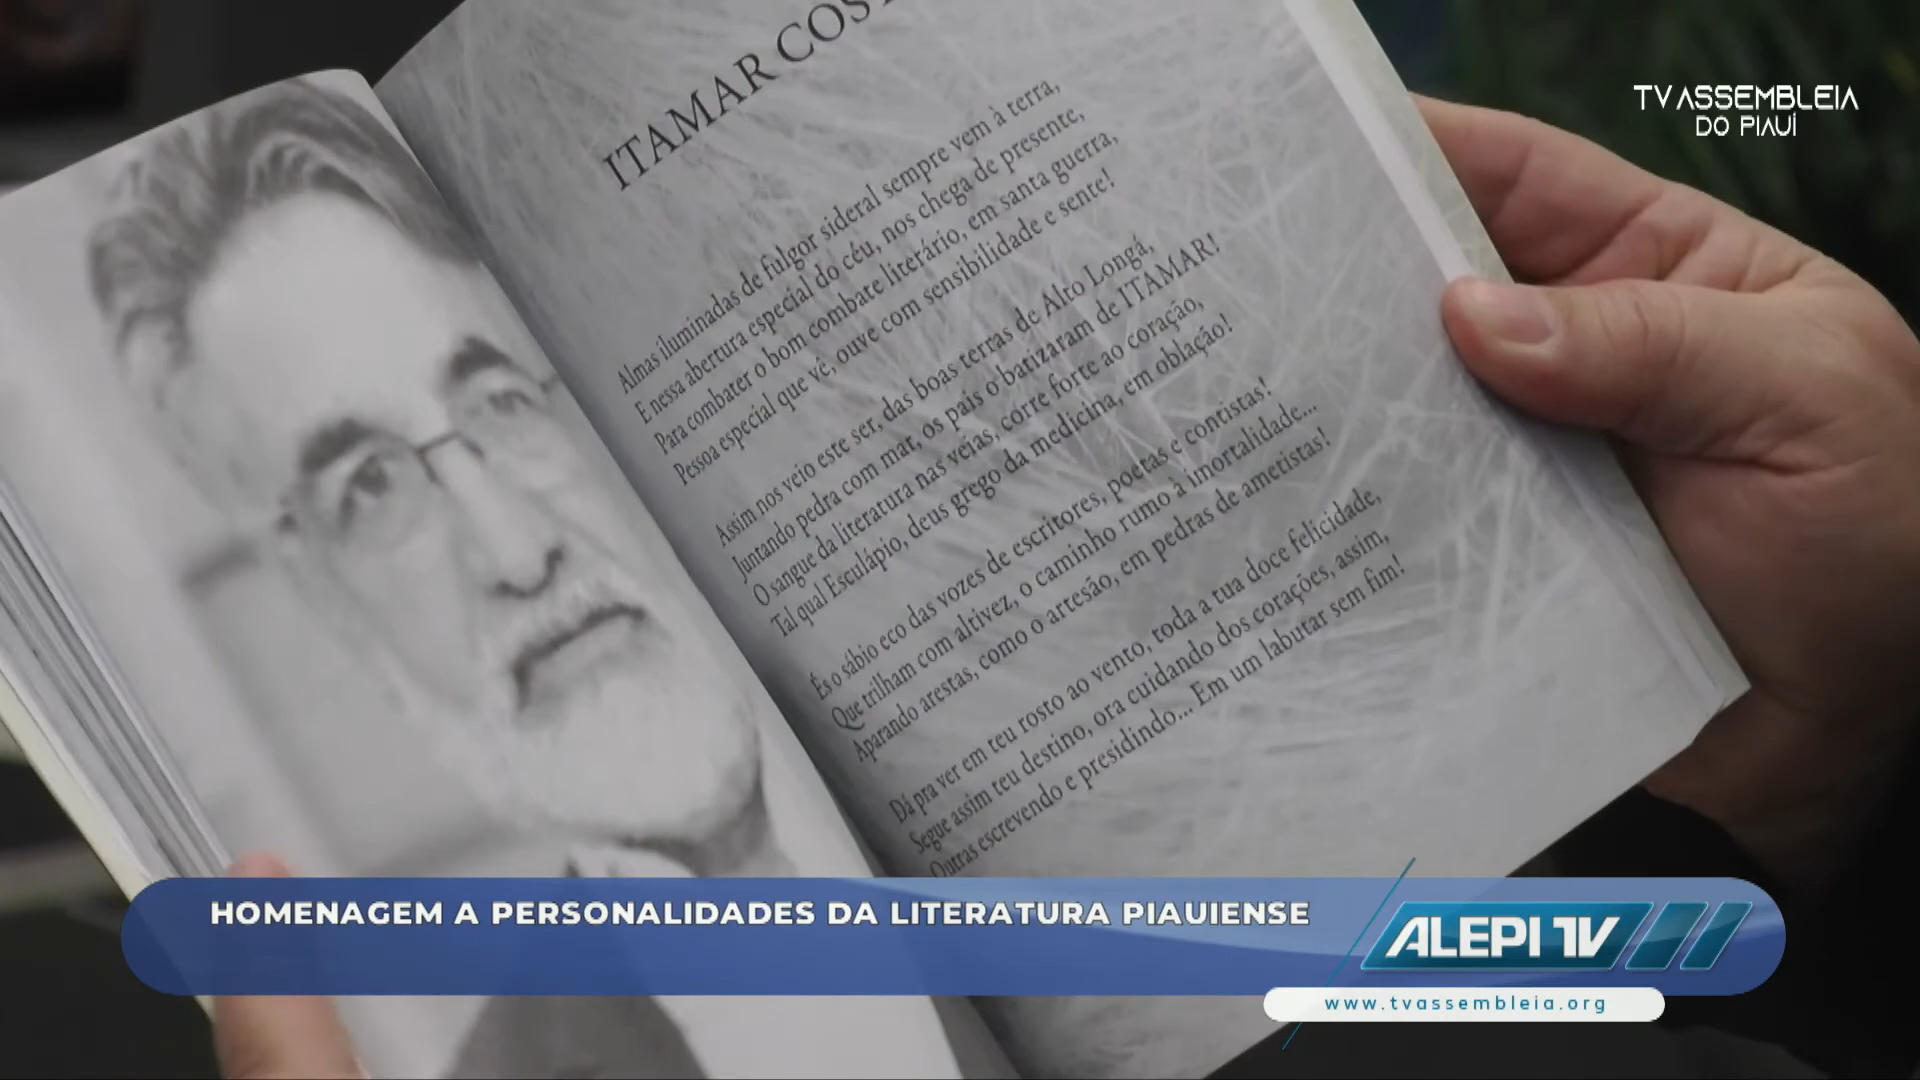 ITAMAR COS
Almas iluminadas de fulgor sideral sempre vem à terra,
E nessa abertura especial do céu, nos chega de presente,
Para combater o bom combate literário, em santa guerra,
Pessoa especial que vê, ouve com sensibilidade e sente!
Assim nos veio este ser, das boas terras de Alto Longá,
Juntando pedra com mar, os pais o batizaram de ITAMAR!
O sangue da literatura nas veias, corre forte ao coração,
Tal qual Esculápio, deus grego da medicina, em oblação!
És o sábio eco das vozes de escritores, poetas e contistas!
Que trilham com altivez, o caminho rumo à imortalidade...
Aparando arestas, como o artesão, em pedras de ametistas!
Dá pra ver em teu rosto ao vento, toda a tua doce felicidade,
Segue assim teu destino, ora cuidando dos corações, assim,
Outras escrevendo e presidindo... Em um labutar sem fim!
TV ASSEMBLEIA
DO PIAUÍ
HOMENAGEM A PERSONALIDADES DA LITERATURA PIAUIENSE
ALEPI TV
www.tvassembleia.org